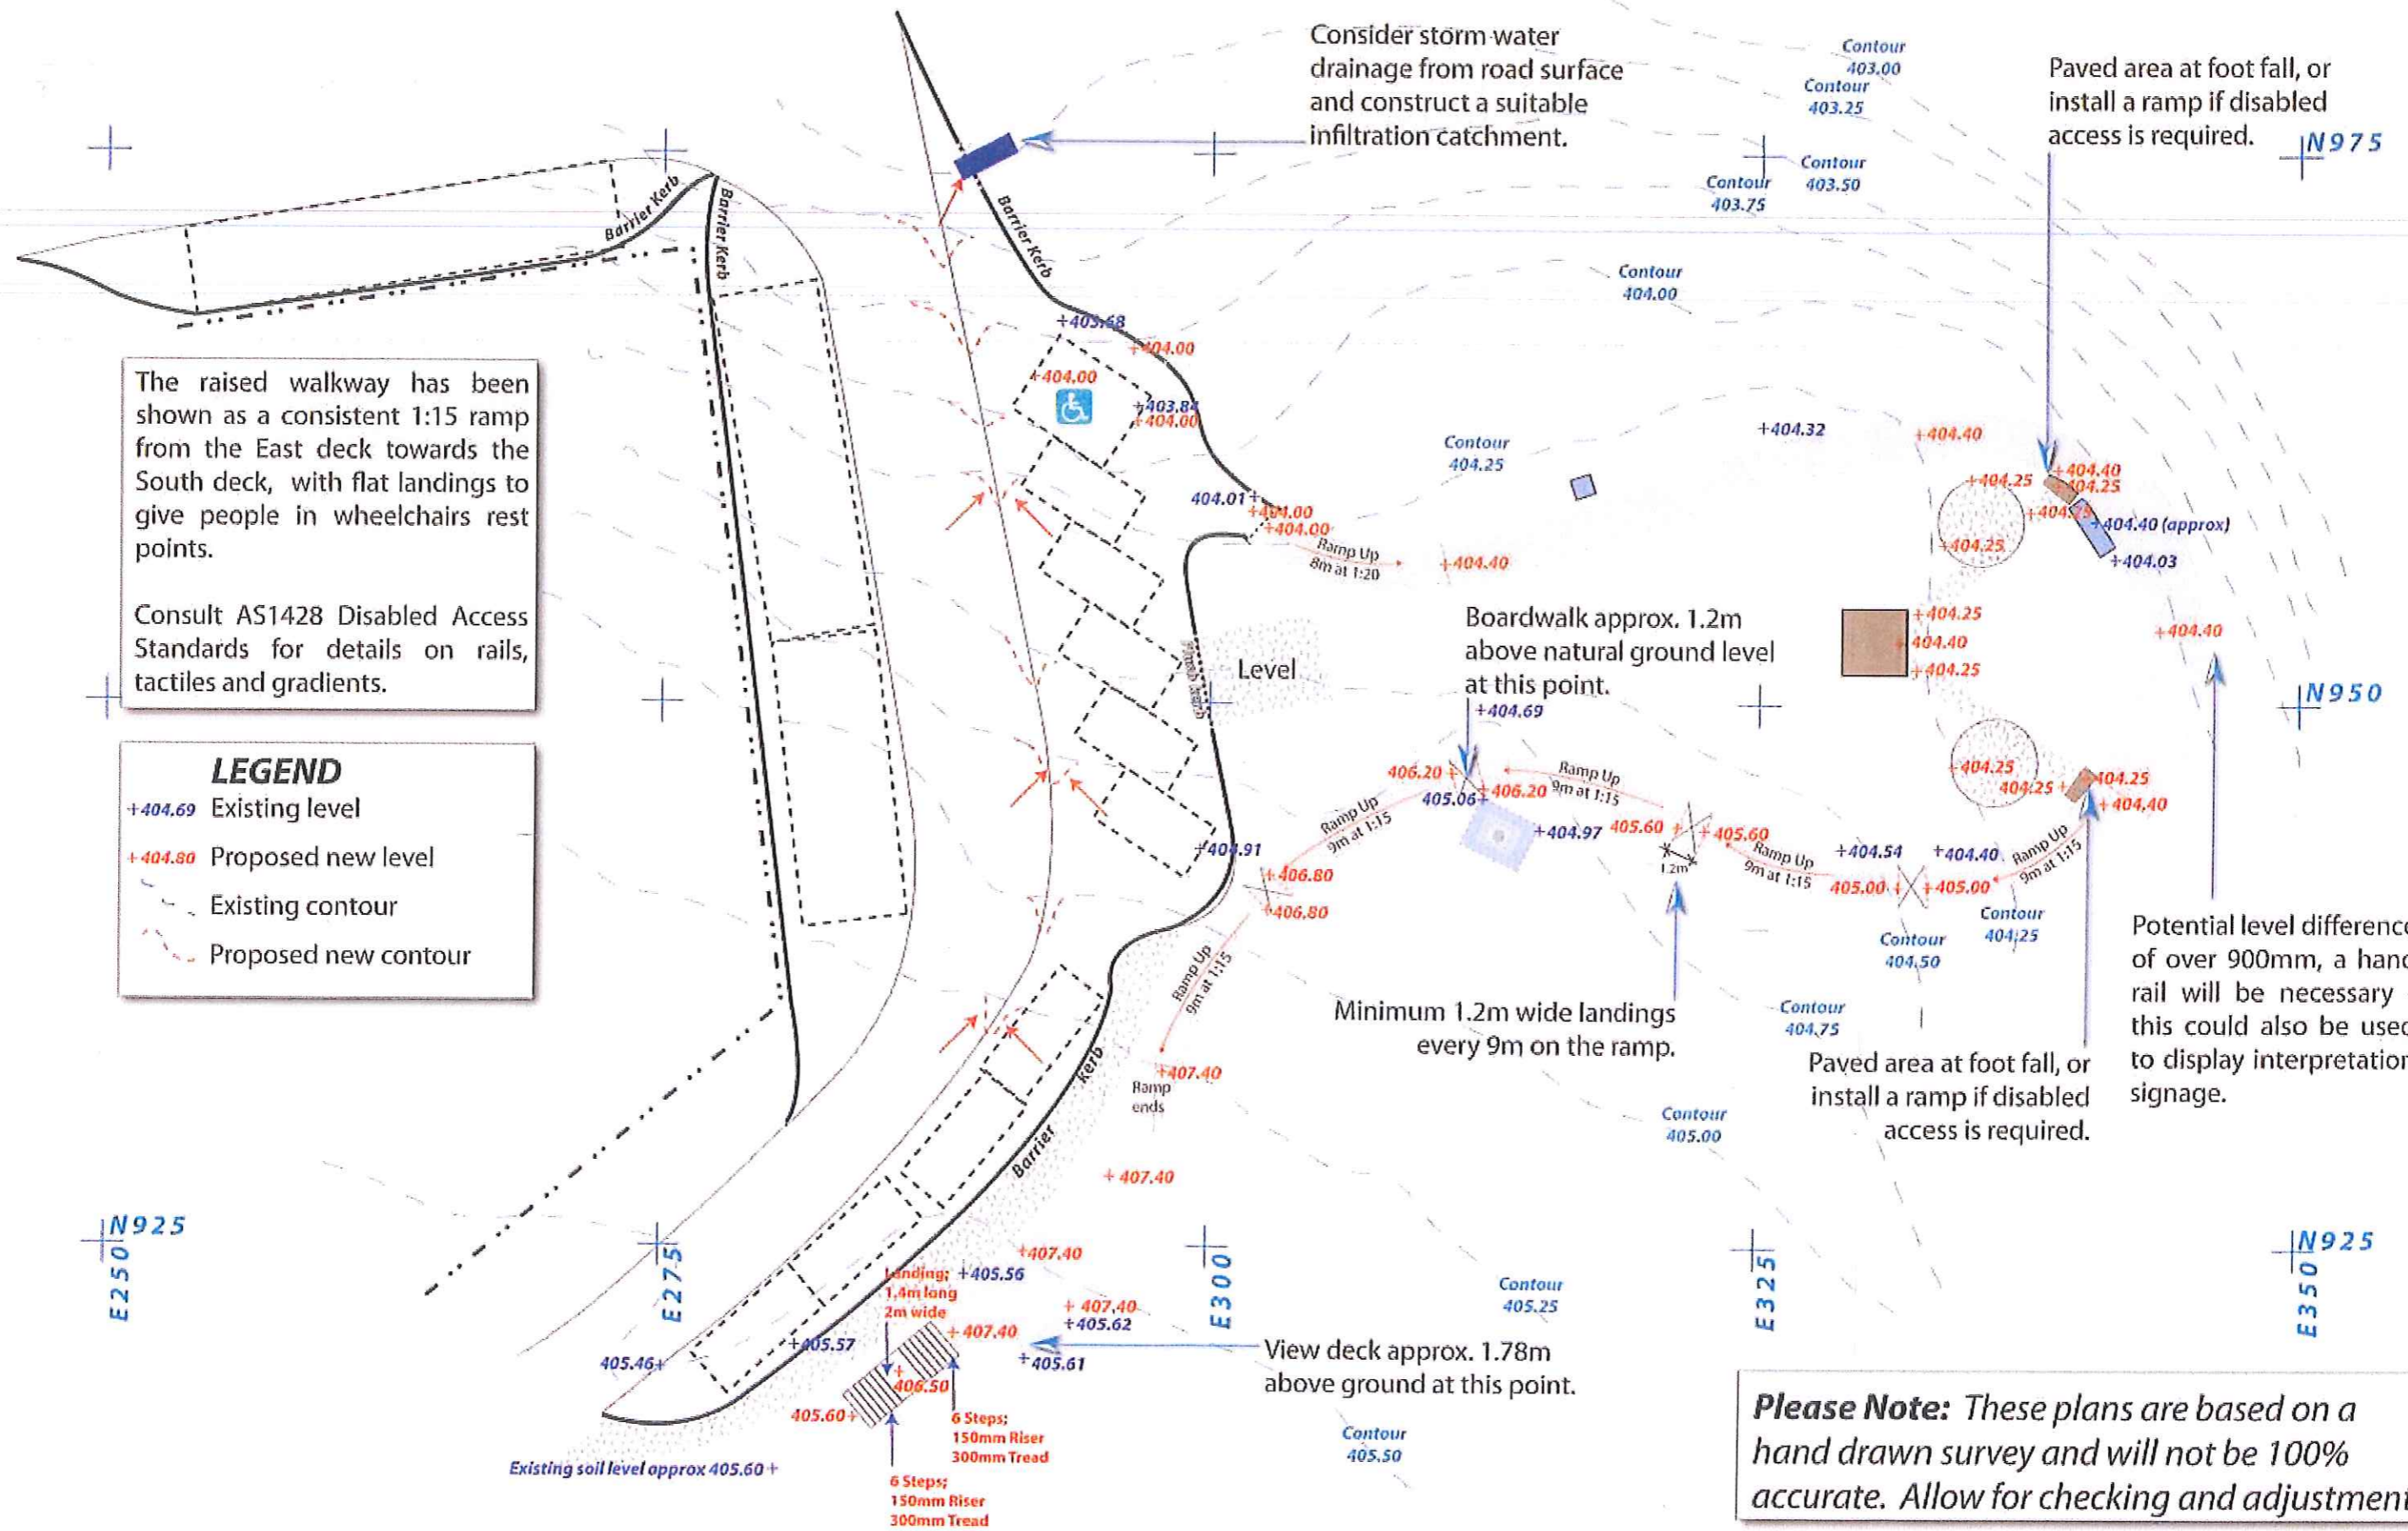 Consider storm water
drainage from road surface
and construct a suitable
infiltration catchment.
Contour
403.00
Contour
403.25
Contour
403.50
Contour
403.75
Contour
404.00
Paved area at foot fall, or
install a ramp if disabled
access is required.
N975
Barrier Kerb
Barrier Kerb
Barrier Kerb
The raised walkway has been
shown as a consistent 1:15 ramp
from the East deck towards the
South deck, with flat landings to
give people in wheelchairs rest
points.
Consult AS1428 Disabled Access
Standards for details on rails,
tactiles and gradients.
LEGEND
+404.69 Existing level
+404.80 Proposed new level
Existing contour
Proposed new contour
+404.00
+404.00
+403.84
+404.00
404.01+
+404.00
+404.00
Ramp Up
8m at 1:20
+404.40
Contour
404.25
+404.32
+404.40
+404.40
+404.25
+404.25
+404.25
+404.40 (approx)
+404.25
+404.03
+404.25
+404.40
+404.25
+404.40
N950
Level
Boardwalk approx. 1.2m
above natural ground level
at this point.
+404.69
406.20+
+406.20
405.06+
Ramp Up
9m at 1:15
+404.97
405.60+
+405.60
1.2m
Ramp Up
9m at 1:15
+404.54
+404.40
405.00+
+405.00
Ramp Up
9m at 1:15
+404.25
404.25+
+404.25
+404.40
Ramp Up
9m at 1:15
+404.91
+406.80
+406.80
Ramp Up
9m at 1:15
+407.40
Ramp
ends
Contour
404.25
Contour
404.50
Contour
404.75
Contour
405.00
Minimum 1.2m wide landings
every 9m on the ramp.
Paved area at foot fall, or
install a ramp if disabled
access is required.
Potential level difference
of over 900mm, a hand
rail will be necessary
this could also be used
to display interpretation
signage.
Barrier Kerb
+407.40
+407.40
N925
E250
E275
E300
E325
N925
E350
Landing;
1.4m long
2m wide
+405.56
+407.40
+405.62
+407.40
+405.61
+405.57
405.46+
+
406.50
405.60+
6 Steps;
150mm Riser
300mm Tread
6 Steps;
150mm Riser
300mm Tread
Existing soil level approx 405.60+
View deck approx. 1.78m
above ground at this point.
Contour
405.25
Contour
405.50
Please Note: These plans are based on a
hand drawn survey and will not be 100%
accurate. Allow for checking and adjustment